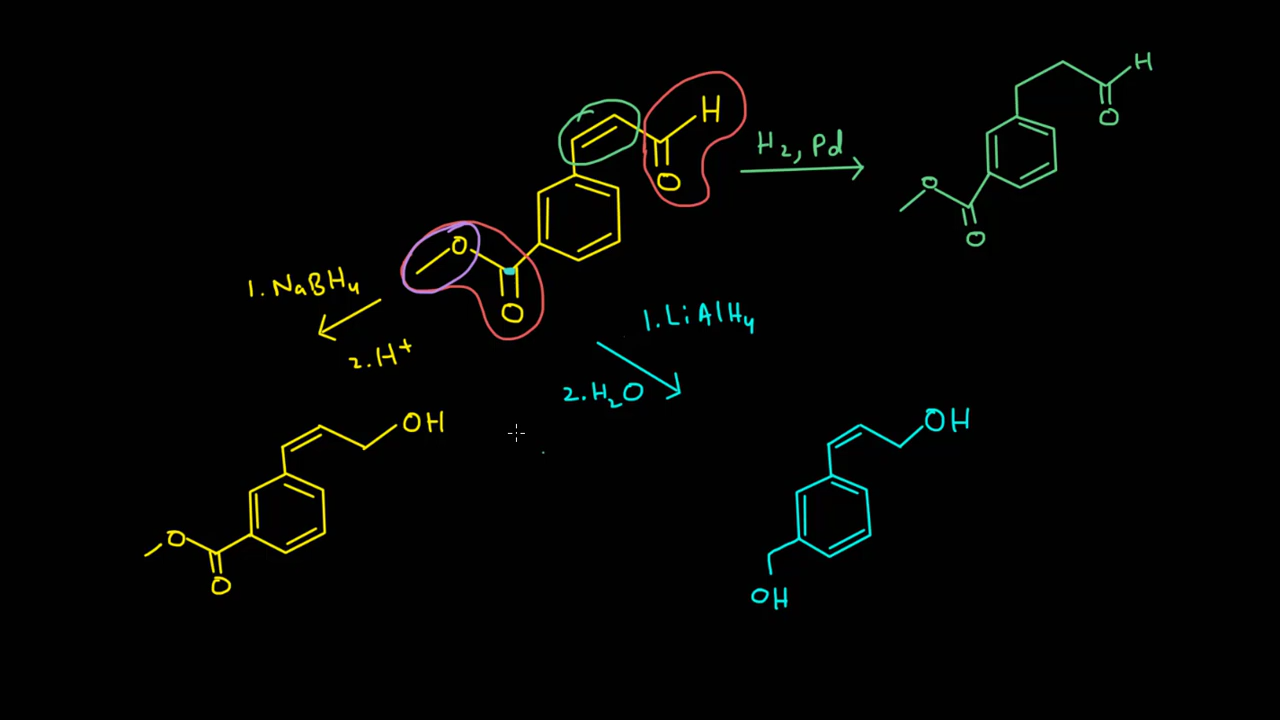 H
O
H₂, Pd
H
O
O
O
O
O
1. NaBH₄
2. H⁺
1. LiAlH₄
2. H₂O
OH
O
O
OH
OH